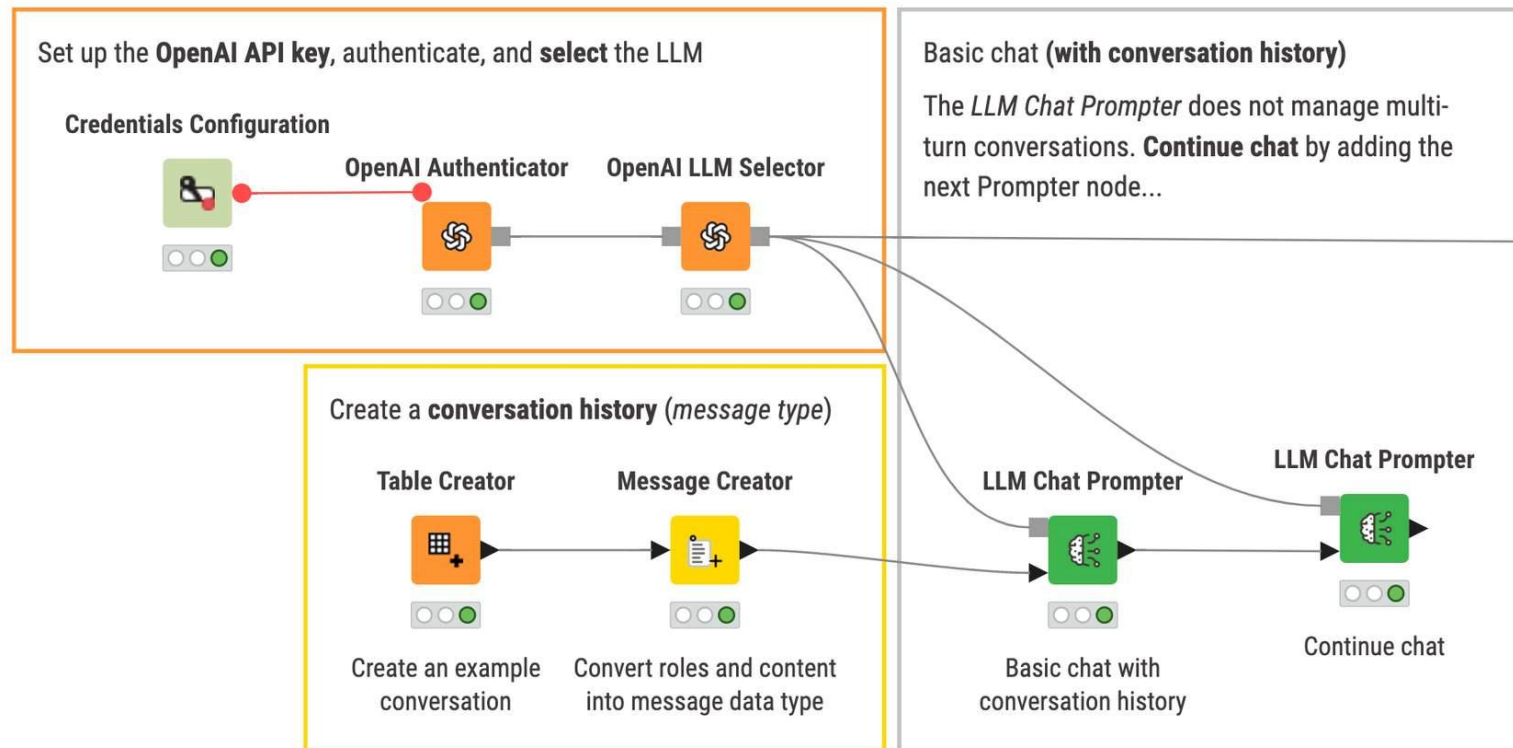 Set up the OpenAI API key, authenticate, and select the LLM
Credentials Configuration
OpenAI Authenticator
OpenAI LLM Selector
Create a conversation history (message type)
Table Creator
Message Creator
Create an example
conversation
Convert roles and content
into message data type
Basic chat (with conversation history)
The LLM Chat Prompter does not manage multi-
turn conversations. Continue chat by adding the
next Prompter node...
LLM Chat Prompter
Basic chat with
conversation history
LLM Chat Prompter
Continue chat